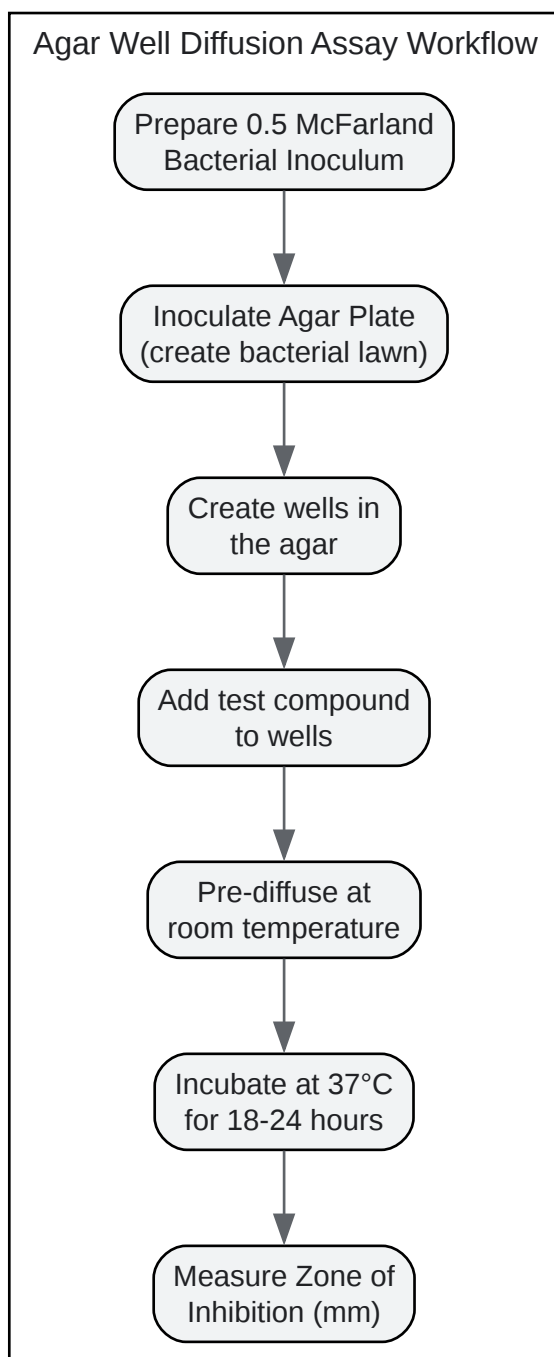 Agar Well Diffusion Assay Workflow
Prepare 0.5 McFarland
Bacterial Inoculum
Inoculate Agar Plate
(create bacterial lawn)
Create wells in
the agar
Add test compound
to wells
Pre-diffuse at
room temperature
Incubate at 37°C
for 18-24 hours
Measure Zone of
Inhibition (mm)